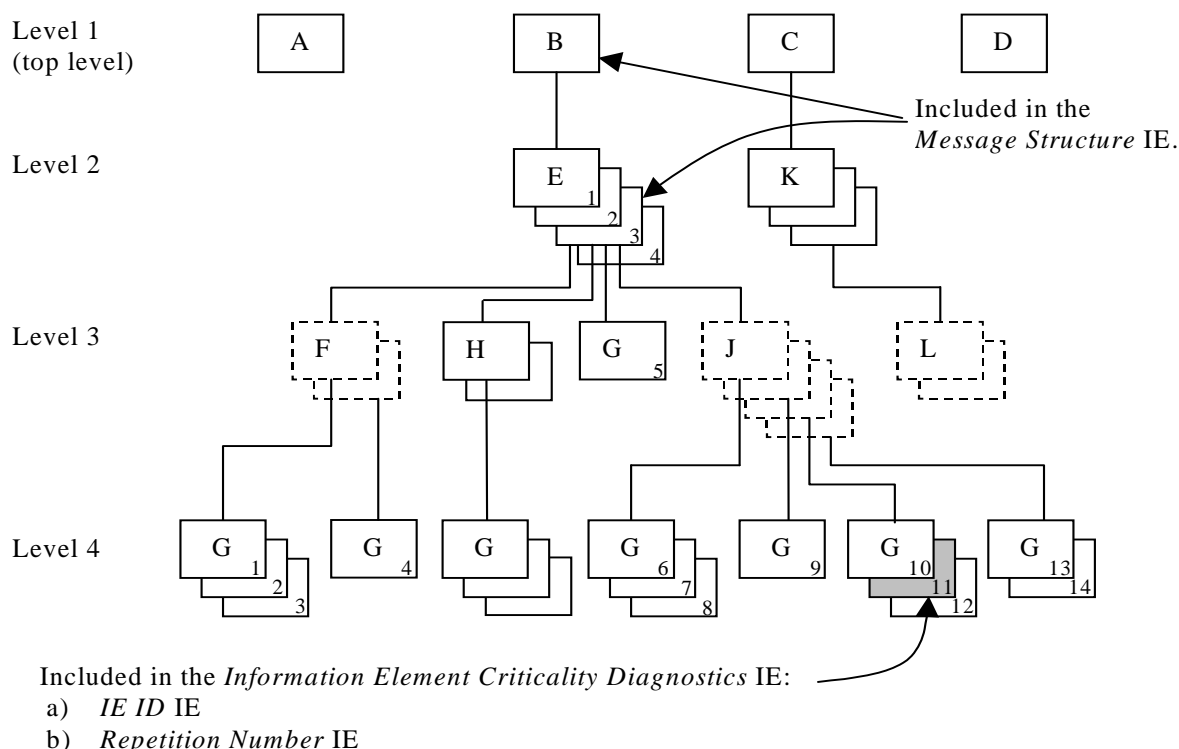 Level 1
(top level)
A
B
C
D
Included in the
Message Structure IE.
Level 2
E
1
2
3
4
K
Level 3
F
H
G
5
J
L
Level 4
G
1
2
3
G
4
G
G
6
7
8
G
9
G
10
11
12
G
13
14
Included in the Information Element Criticality Diagnostics IE:
a) IE ID IE
b) Repetition Number IE